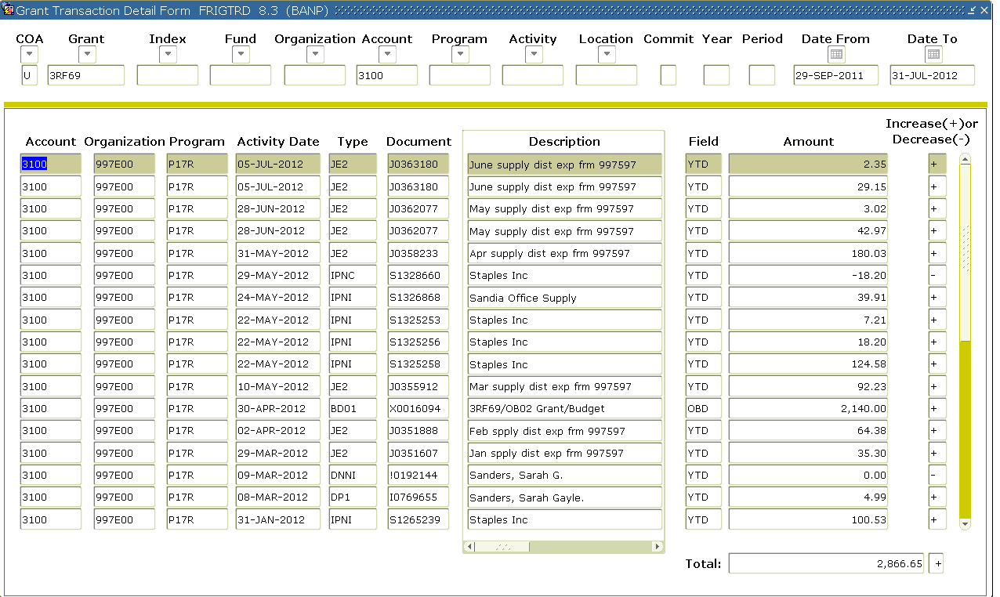 Grant Transaction Detail Form FRIGTRD 8.3 (BANP)
COA Grant Index Fund Organization Account Program Activity Location Commit Year Period Date From Date To
U 3RF69 3100 29-SEP-2011 31-JUL-2012
Increase(+)or
Account Organization Program Activity Date Type Document Description Field Amount Decrease(-)
3100 997E00 P17R 05-JUL-2012 JE2 J0363180 June supply dist exp frm 997597 YTD 2.35 +
3100 997E00 P17R 05-JUL-2012 JE2 J0363180 June supply dist exp frm 997597 YTD 29.15 +
3100 997E00 P17R 28-JUN-2012 JE2 J0362077 May supply dist exp frm 997597 YTD 3.02 +
3100 997E00 P17R 28-JUN-2012 JE2 J0362077 May supply dist exp frm 997597 YTD 42.97 +
3100 997E00 P17R 31-MAY-2012 JE2 J0358233 Apr supply dist exp frm 997597 YTD 180.03 +
3100 997E00 P17R 29-MAY-2012 IPNC S1328660 Staples Inc YTD -18.20 -
3100 997E00 P17R 24-MAY-2012 IPNI S1326868 Sandia Office Supply YTD 39.91 +
3100 997E00 P17R 22-MAY-2012 IPNI S1325253 Staples Inc YTD 7.21 +
3100 997E00 P17R 22-MAY-2012 IPNI S1325256 Staples Inc YTD 18.20 +
3100 997E00 P17R 22-MAY-2012 IPNI S1325258 Staples Inc YTD 124.58 +
3100 997E00 P17R 10-MAY-2012 JE2 J0355912 Mar supply dist exp frm 997597 YTD 92.23 +
3100 997E00 P17R 30-APR-2012 BD01 X0016094 3RF69/OB02 Grant/Budget OBD 2,140.00 +
3100 997E00 P17R 02-APR-2012 JE2 J0351888 Feb spply dist exp frm 997597 YTD 64.38 +
3100 997E00 P17R 29-MAR-2012 JE2 J0351607 Jan spply dist exp frm 997597 YTD 35.30 +
3100 997E00 P17R 09-MAR-2012 DNNI !0192144 Sanders, Sarah G. YTD 0.00 -
3100 997E00 P17R 08-MAR-2012 DP1 I0769655 Sanders, Sarah Gayle. YTD 4.99 +
3100 997E00 P17R 31-JAN-2012 IPNI S1265239 Staples Inc YTD 100.53 +
Total: 2,866.65 +